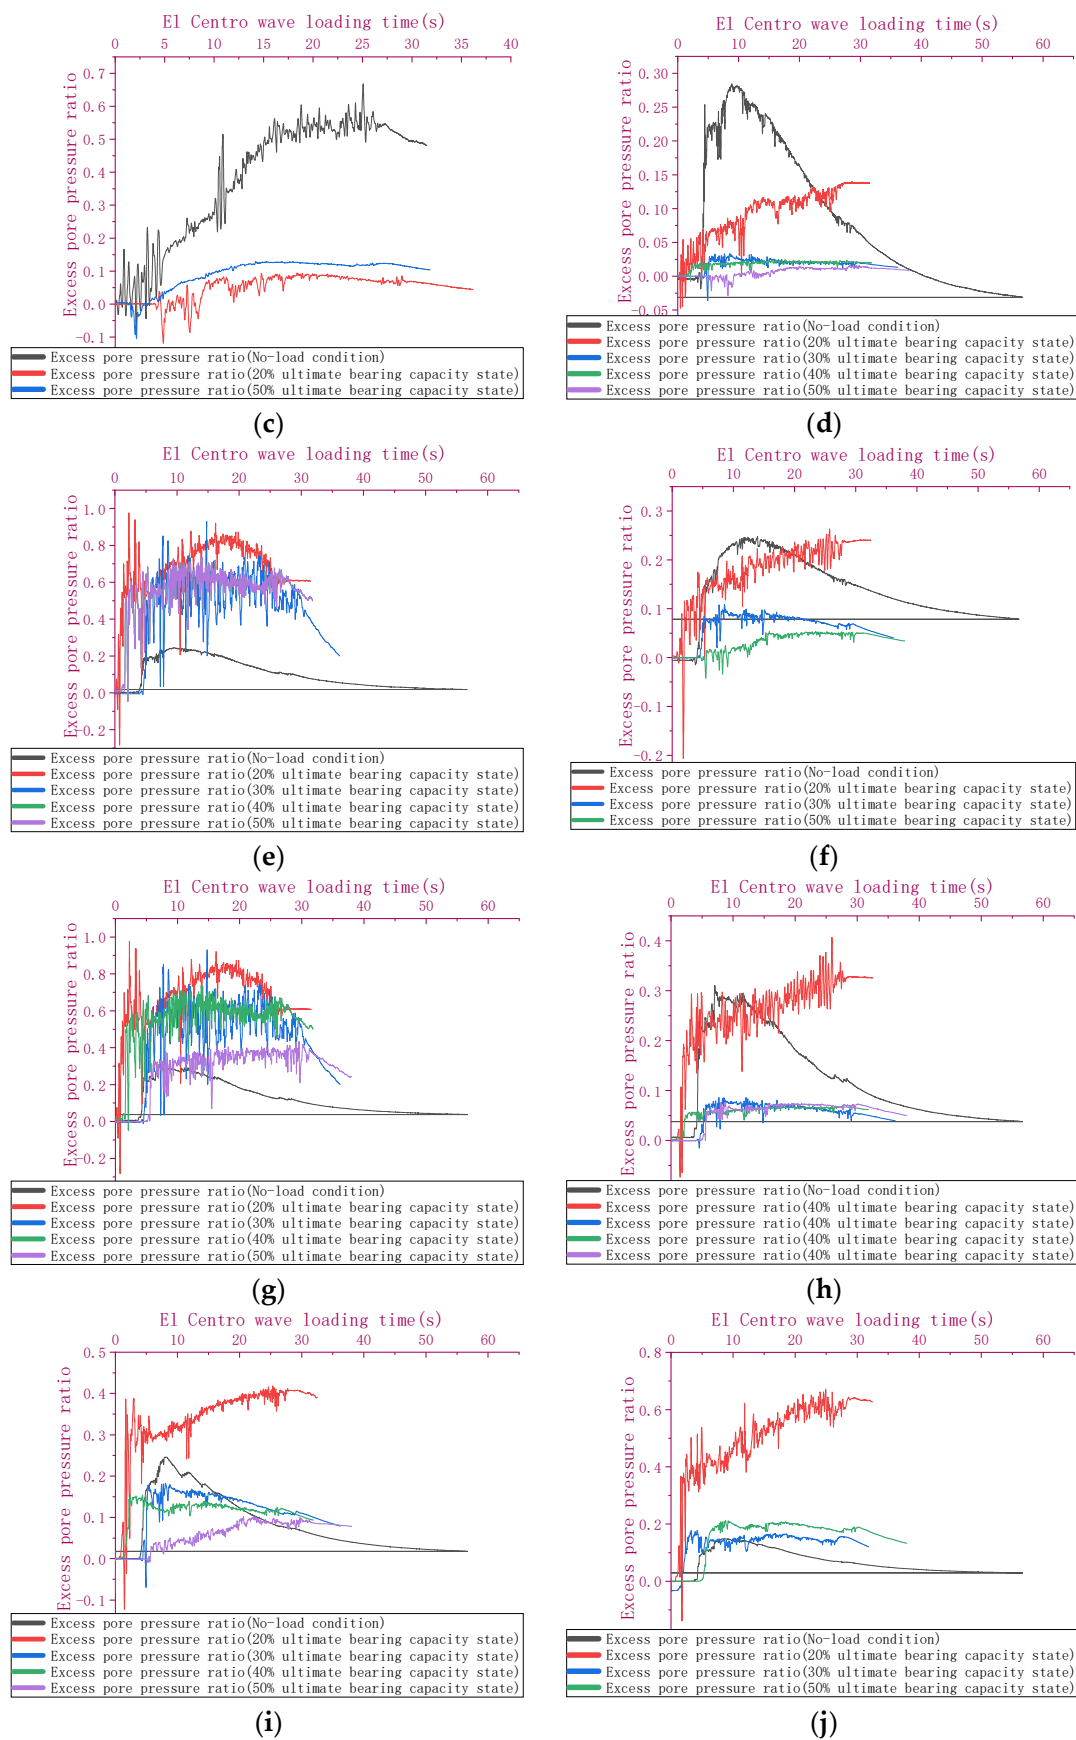 El Centro wave loading time(s)
0 5 10 15 20 25 30 35 40
Excess pore pressure ratio
0.7
0.6
0.5
0.4
0.3
0.2
0.1
0.0
-0.1
Excess pore pressure ratio(No-load condition)
Excess pore pressure ratio(20% ultimate bearing capacity state)
Excess pore pressure ratio(50% ultimate bearing capacity state)
(c)
El Centro wave loading time(s)
0 10 20 30 40 50 60
Excess pore pressure ratio
0.30
0.25
0.20
0.15
0.10
0.05
0.00
-0.05
Excess pore pressure ratio(No-load condition)
Excess pore pressure ratio(20% ultimate bearing capacity state)
Excess pore pressure ratio(30% ultimate bearing capacity state)
Excess pore pressure ratio(40% ultimate bearing capacity state)
Excess pore pressure ratio(50% ultimate bearing capacity state)
(d)
El Centro wave loading time(s)
0 10 20 30 40 50 60
Excess pore pressure ratio
1.0
0.8
0.6
0.4
0.2
0.0
-0.2
Excess pore pressure ratio(No-load condition)
Excess pore pressure ratio(20% ultimate bearing capacity state)
Excess pore pressure ratio(30% ultimate bearing capacity state)
Excess pore pressure ratio(40% ultimate bearing capacity state)
Excess pore pressure ratio(50% ultimate bearing capacity state)
(e)
El Centro wave loading time(s)
0 10 20 30 40 50 60
Excess pore pressure ratio
0.3
0.2
0.1
0.0
-0.1
-0.2
Excess pore pressure ratio(No-load condition)
Excess pore pressure ratio(20% ultimate bearing capacity state)
Excess pore pressure ratio(30% ultimate bearing capacity state)
Excess pore pressure ratio(50% ultimate bearing capacity state)
(f)
El Centro wave loading time(s)
0 10 20 30 40 50 60
Excess pore pressure ratio
1.0
0.8
0.6
0.4
0.2
0.0
-0.2
Excess pore pressure ratio(No-load condition)
Excess pore pressure ratio(20% ultimate bearing capacity state)
Excess pore pressure ratio(30% ultimate bearing capacity state)
Excess pore pressure ratio(40% ultimate bearing capacity state)
Excess pore pressure ratio(50% ultimate bearing capacity state)
(g)
El Centro wave loading time(s)
0 10 20 30 40 50 60
Excess pore pressure ratio
0.4
0.3
0.2
0.1
0.0
Excess pore pressure ratio(No-load condition)
Excess pore pressure ratio(40% ultimate bearing capacity state)
Excess pore pressure ratio(40% ultimate bearing capacity state)
Excess pore pressure ratio(40% ultimate bearing capacity state)
Excess pore pressure ratio(40% ultimate bearing capacity state)
(h)
El Centro wave loading time(s)
0 10 20 30 40 50 60
Excess pore pressure ratio
0.5
0.4
0.3
0.2
0.1
0.0
-0.1
Excess pore pressure ratio(No-load condition)
Excess pore pressure ratio(20% ultimate bearing capacity state)
Excess pore pressure ratio(30% ultimate bearing capacity state)
Excess pore pressure ratio(40% ultimate bearing capacity state)
Excess pore pressure ratio(50% ultimate bearing capacity state)
(i)
El Centro wave loading time(s)
0 10 20 30 40 50 60
Excess pore pressure ratio
0.8
0.6
0.4
0.2
0.0
Excess pore pressure ratio(No-load condition)
Excess pore pressure ratio(20% ultimate bearing capacity state)
Excess pore pressure ratio(30% ultimate bearing capacity state)
Excess pore pressure ratio(50% ultimate bearing capacity state)
(j)